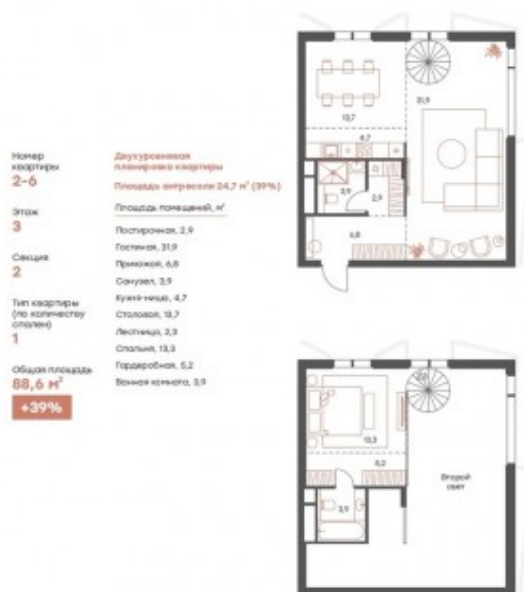 Номер
квартиры
2-6
Этаж
3
Секция
2
Тип квартиры
(по количеству
спален)
1
Общая площадь
88,6 м²
+39%
Двухуровневая
планировка квартиры
Площадь антресоли 24,7 м² (39%)
Площадь помещений, м²
Постирочная, 2,9
Гостиная, 31,9
Прихожая, 6,8
Санузел, 3,9
Кухня-ниша, 4,7
Столовая, 13,7
Лестница, 2,3
Спальня, 13,3
Гардеробная, 5,2
Ванная комната, 3,9
13,7
31,9
4,7
3,9
2,9
6,8
13,3
5,2
3,9
Второй
свет